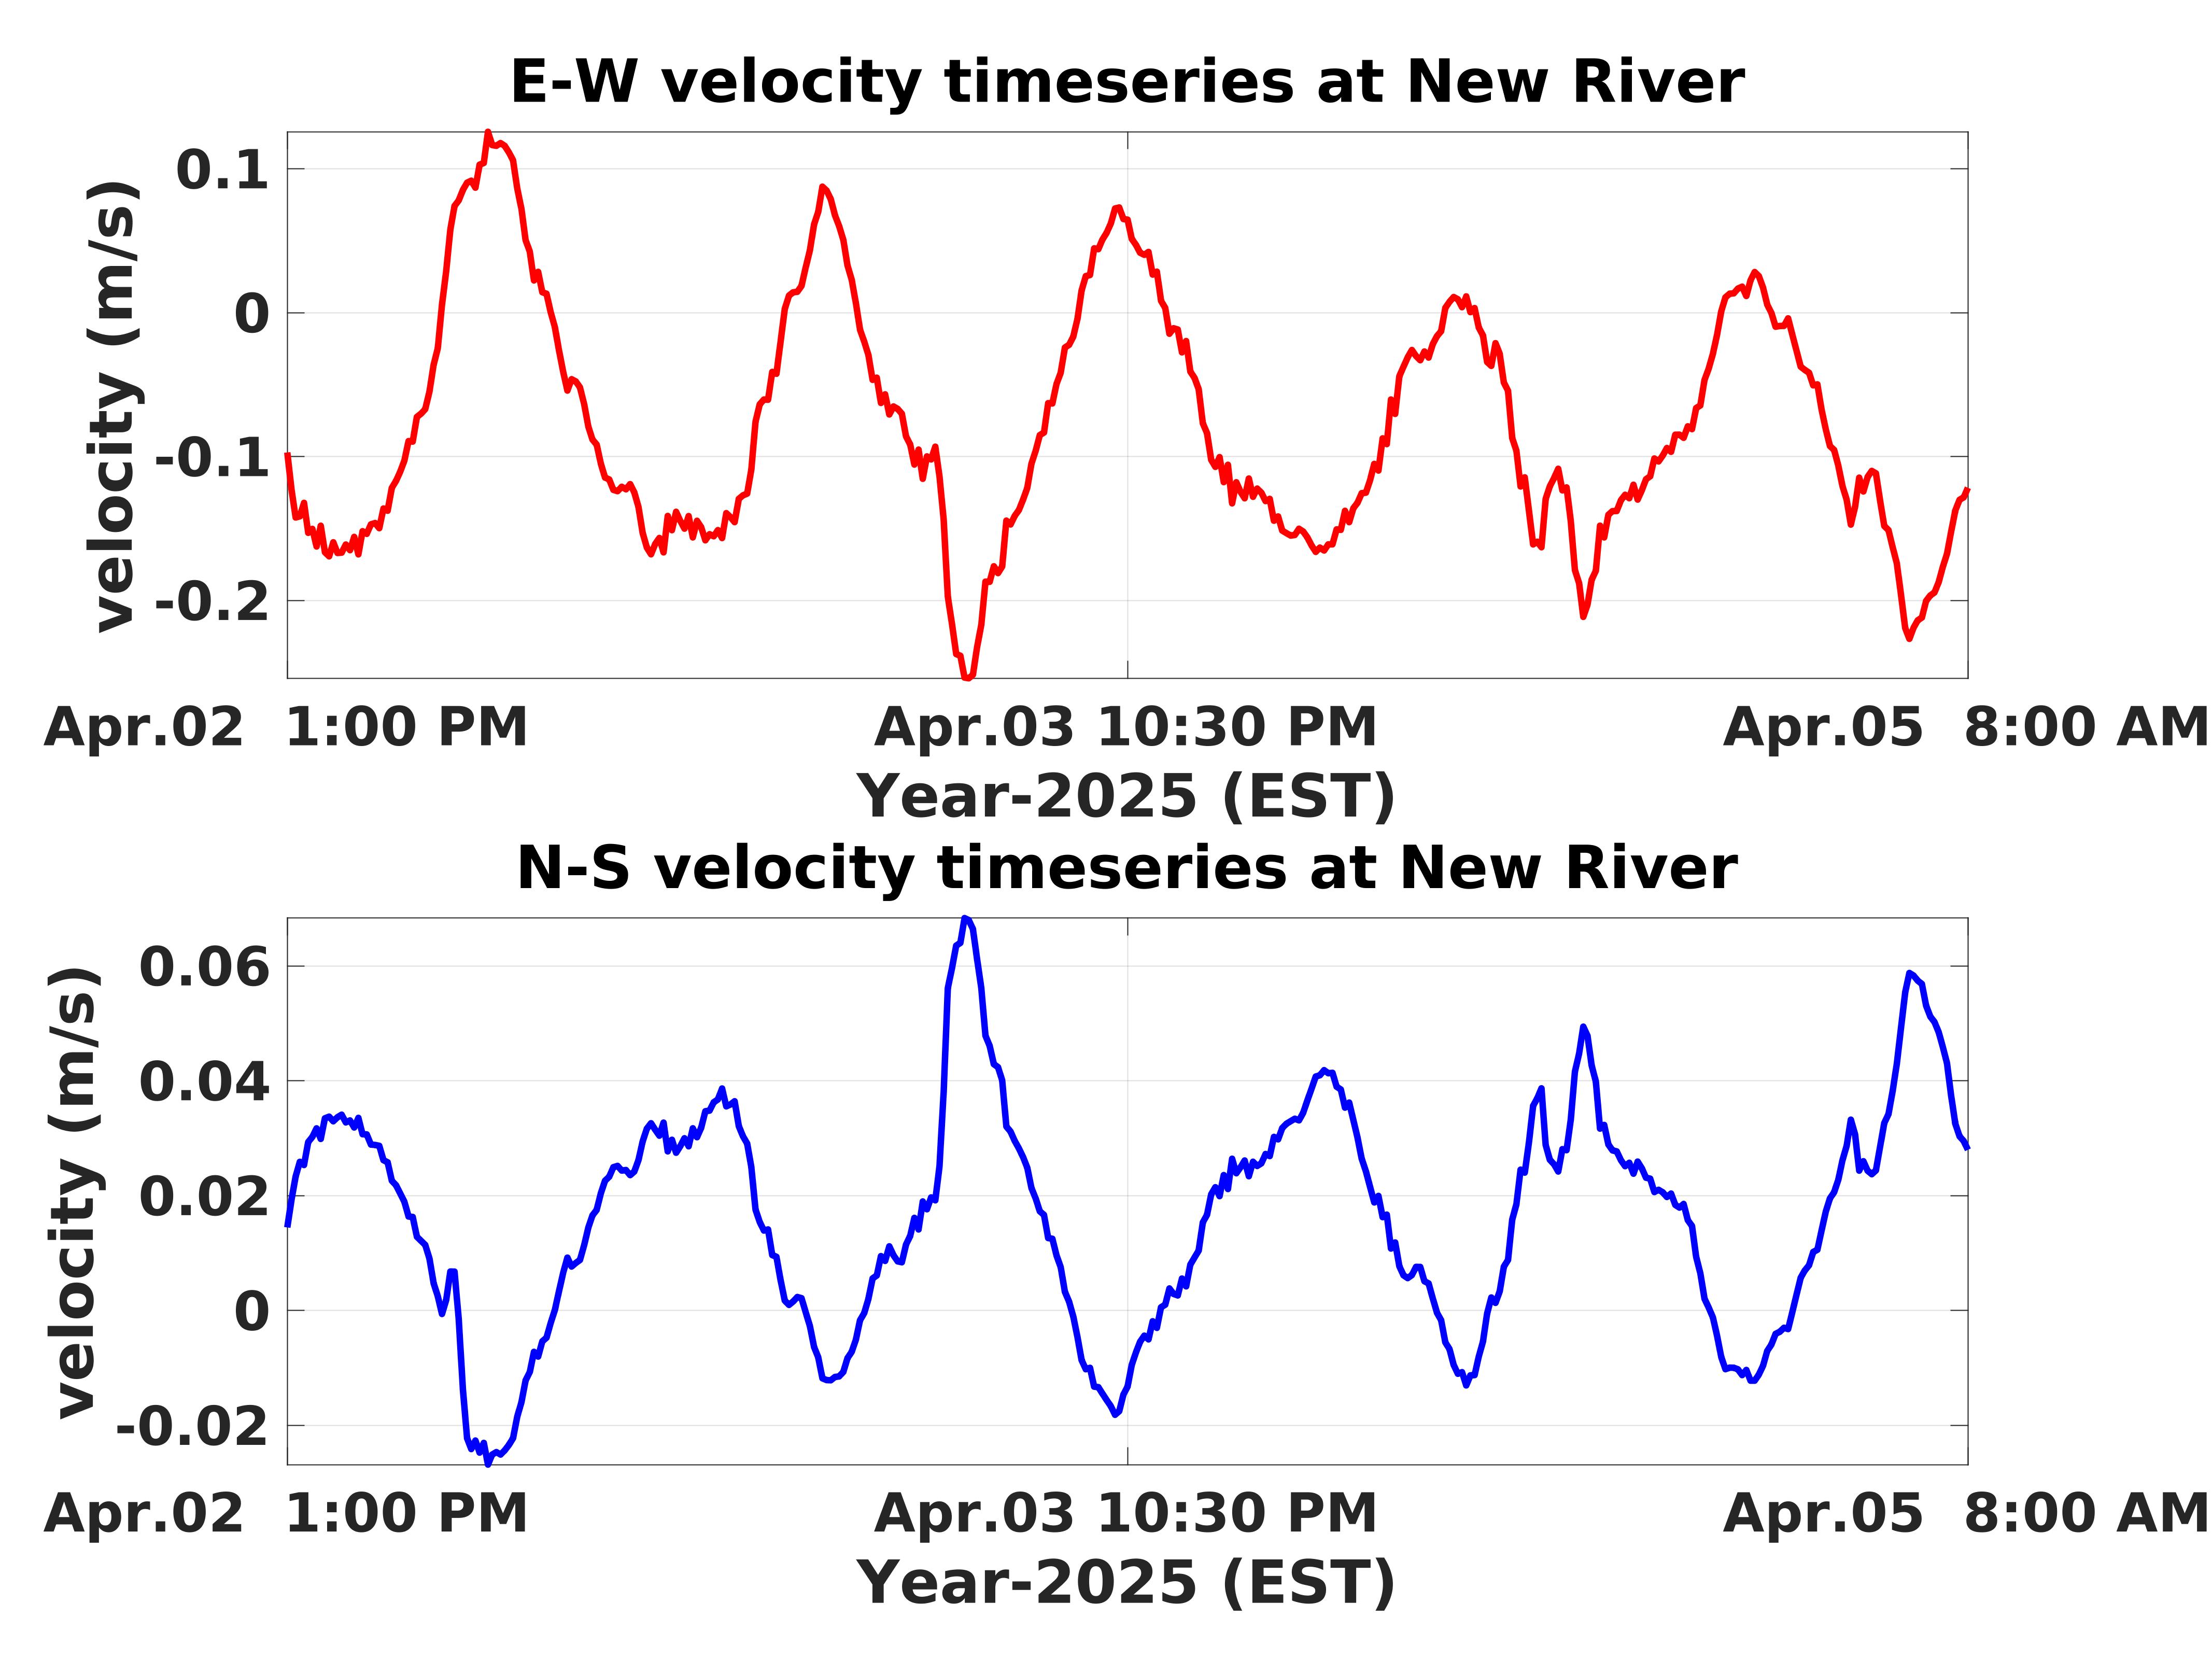 E-W velocity timeseries at New River
velocity (m/s)
0.1
0
-0.1
-0.2
Apr.02  1:00 PM
Apr.03 10:30 PM
Apr.05  8:00 AM
Year-2025 (EST)
N-S velocity timeseries at New River
velocity (m/s)
0.06
0.04
0.02
0
-0.02
Apr.02  1:00 PM
Apr.03 10:30 PM
Apr.05  8:00 AM
Year-2025 (EST)